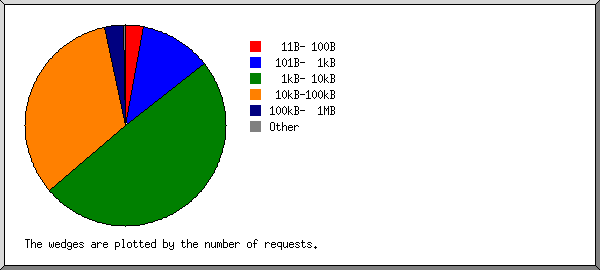 11B- 100B
101B- 1kB
1kB- 10kB
10kB-100kB
100kB- 1MB
Other
The wedges are plotted by the number of requests.